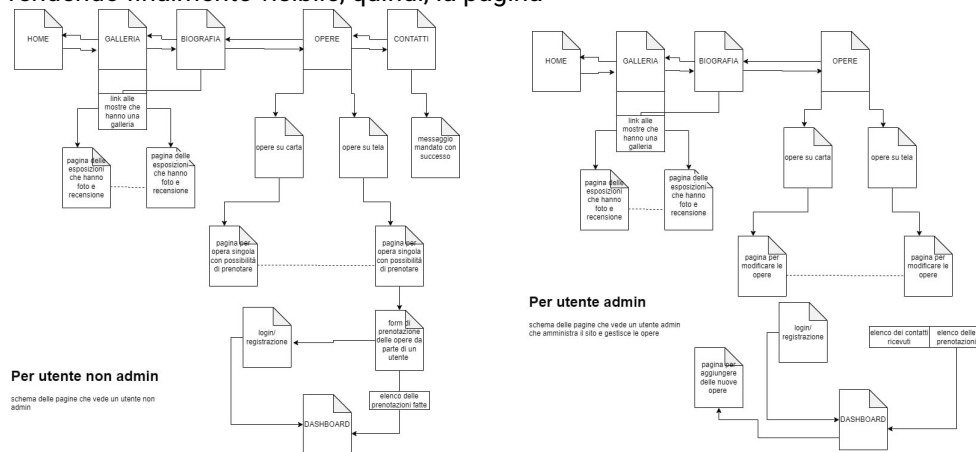 rendendo finalmente visibile, quindi, la pagina
HOME
GALLERIA
BIOGRAFIA
OPERE
CONTATTI
link alle
mostre che
hanno una
galleria
pagina delle
esposizioni
che hanno
foto e
recensione
pagina delle
esposizioni
che hanno
foto e
recensione
opere su carta
opere su tela
messaggio
mandato con
successo
pagina per
opera singola
con possibilità
di prenotare
pagina per
opera singola
con possibilità
di prenotare
login/
registrazione
form di
prenotazione
delle opere da
parte di un
utente
elenco delle
prenotazioni fatte
DASHBOARD
Per utente non admin
schema delle pagine che vede un utente non
admin
HOME
GALLERIA
BIOGRAFIA
OPERE
link alle
mostre che
hanno una
galleria
pagina delle
esposizioni
che hanno
foto e
recensione
pagina delle
esposizioni
che hanno
foto e
recensione
opere su carta
opere su tela
pagina per
modificare le
opere
pagina per
modificare le
opere
Per utente admin
schema delle pagine che vede un utente admin
che amministra il sito e gestisce le opere
login/
registrazione
elenco dei contatti
ricevuti
elenco delle
prenotazioni
pagina per
aggiungere
delle nuove
opere
DASHBOARD